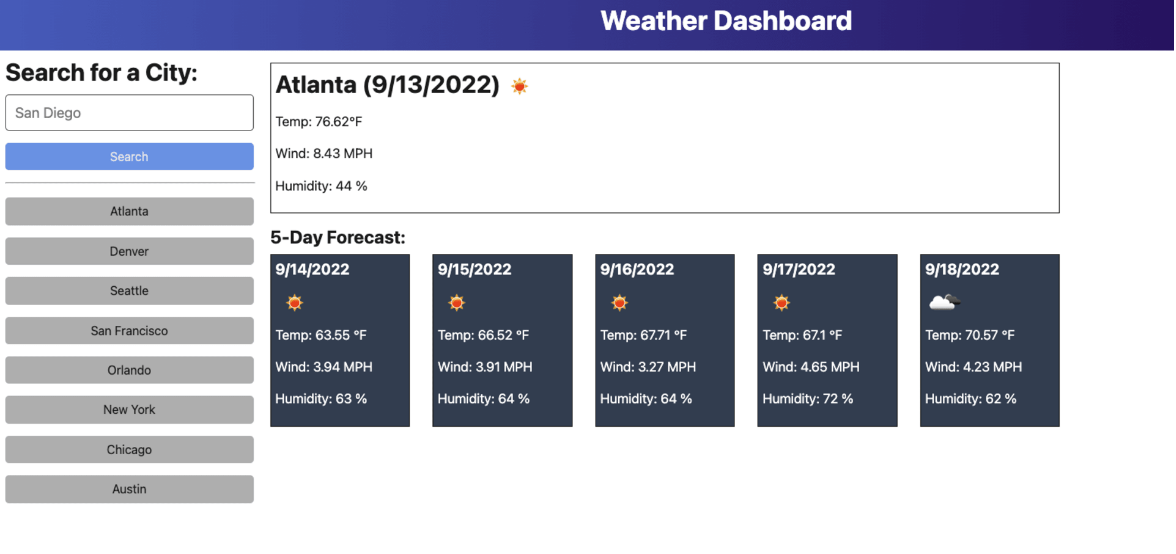 Weather Dashboard
Search for a City:
San Diego
Search
Atlanta
Denver
Seattle
San Francisco
Orlando
New York
Chicago
Austin
Atlanta (9/13/2022)
Temp: 76.62°F
Wind: 8.43 MPH
Humidity: 44 %
5-Day Forecast:
9/14/2022
Temp: 63.55 °F
Wind: 3.94 MPH
Humidity: 63 %
9/15/2022
Temp: 66.52 °F
Wind: 3.91 MPH
Humidity: 64 %
9/16/2022
Temp: 67.71 °F
Wind: 3.27 MPH
Humidity: 64 %
9/17/2022
Temp: 67.1 °F
Wind: 4.65 MPH
Humidity: 72 %
9/18/2022
Temp: 70.57 °F
Wind: 4.23 MPH
Humidity: 62 %